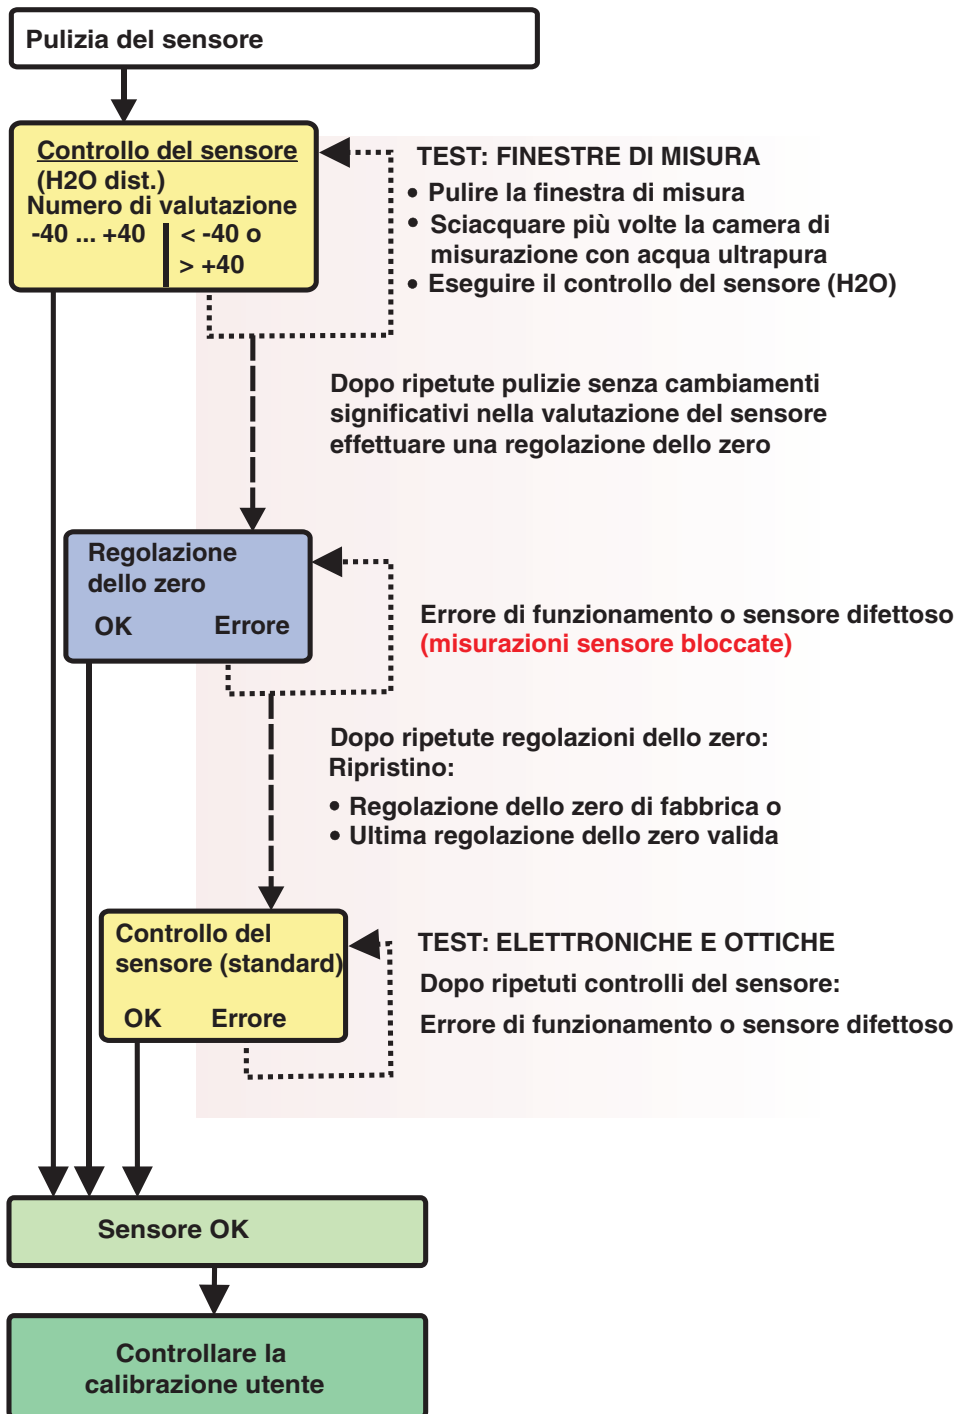 Pulizia del sensore
Controllo del sensore
(H2O dist.)
Numero di valutazione
-40 ... +40 < -40 o
> +40
TEST: FINESTRE DI MISURA
• Pulire la finestra di misura
• Sciacquare più volte la camera di
misurazione con acqua ultrapura
• Eseguire il controllo del sensore (H2O)
Dopo ripetute pulizie senza cambiamenti
significativi nella valutazione del sensore
effettuare una regolazione dello zero
Regolazione
dello zero
OK Errore
Errore di funzionamento o sensore difettoso
(misurazioni sensore bloccate)
Dopo ripetute regolazioni dello zero:
Ripristino:
• Regolazione dello zero di fabbrica o
• Ultima regolazione dello zero valida
Controllo del
sensore (standard)
OK Errore
TEST: ELETTRONICHE E OTTICHE
Dopo ripetuti controlli del sensore:
Errore di funzionamento o sensore difettoso
Sensore OK
Controllare la
calibrazione utente